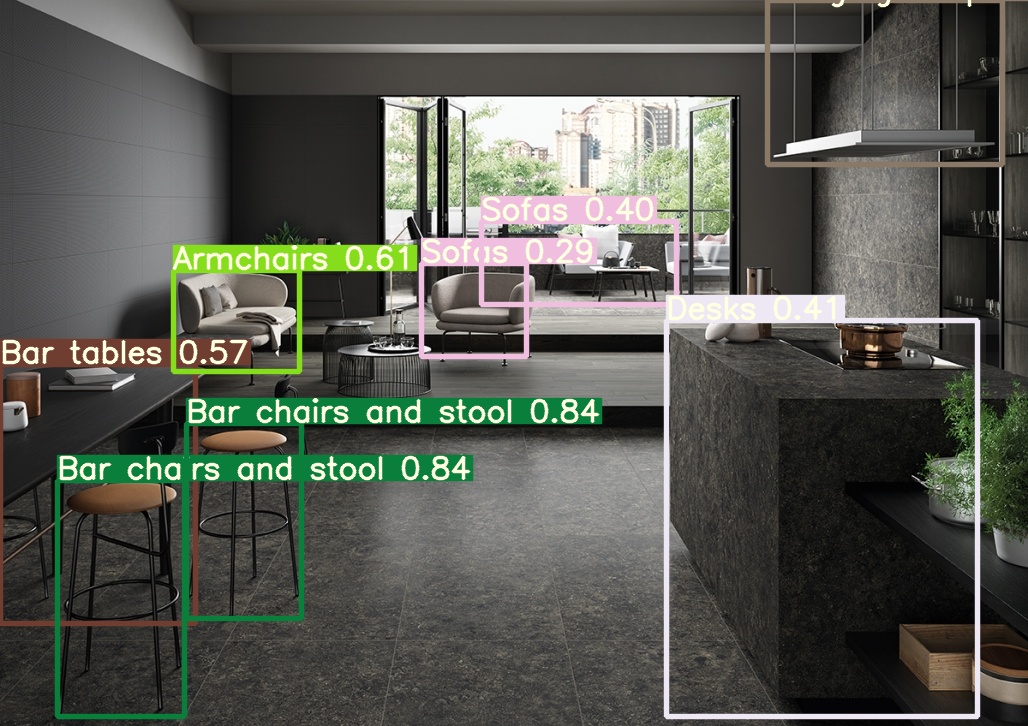 Sofas 0.40
Armchairs 0.61
Sofas 0.29
Desks 0.41
Bar tables 0.57
Bar chairs and stool 0.84
Bar chairs and stool 0.84